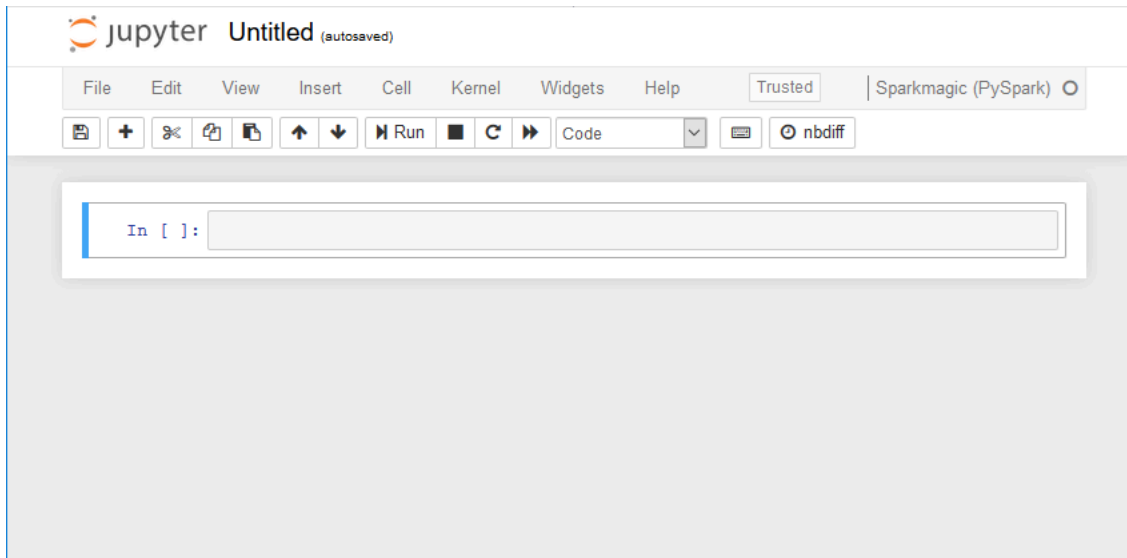 jupyter Untitled (autosaved)
File Edit View Insert Cell Kernel Widgets Help Trusted Sparkmagic (PySpark)
Run Code nbdiff
In [ ]: